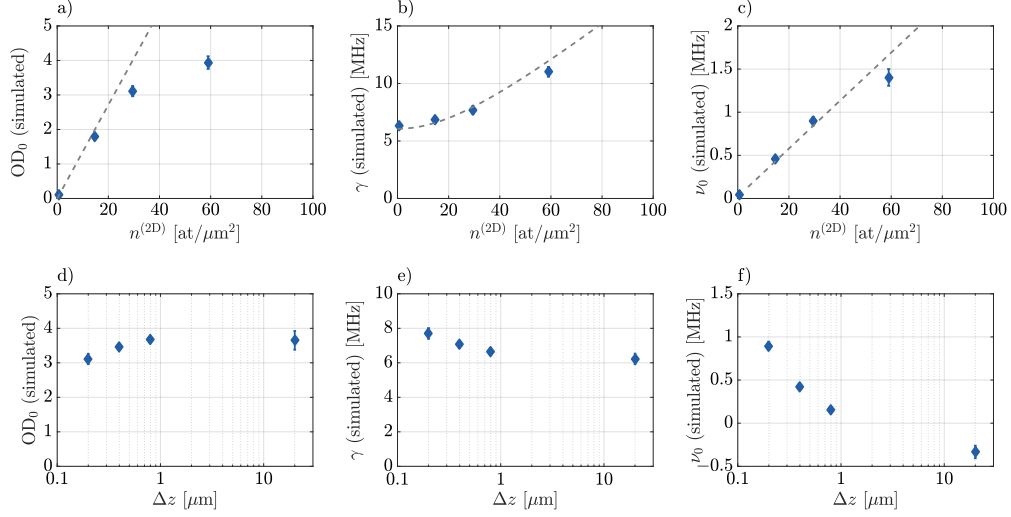 a)
OD₀ (simulated)
5
4
3
2
1
0
0 20 40 60 80 100
n⁽²ᴰ⁾ [at/μm²]
b)
γ (simulated) [MHz]
15
10
5
0
0 20 40 60 80 100
n⁽²ᴰ⁾ [at/μm²]
c)
ν₀ (simulated) [MHz]
2
1.5
1
0.5
0
0 20 40 60 80 100
n⁽²ᴰ⁾ [at/μm²]
d)
OD₀ (simulated)
5
4
3
2
1
0
0.1 1 10
Δz [μm]
e)
γ (simulated) [MHz]
10
8
6
4
2
0
0.1 1 10
Δz [μm]
f)
ν₀ (simulated) [MHz]
1.5
1
0.5
0
−0.5
0.1 1 10
Δz [μm]